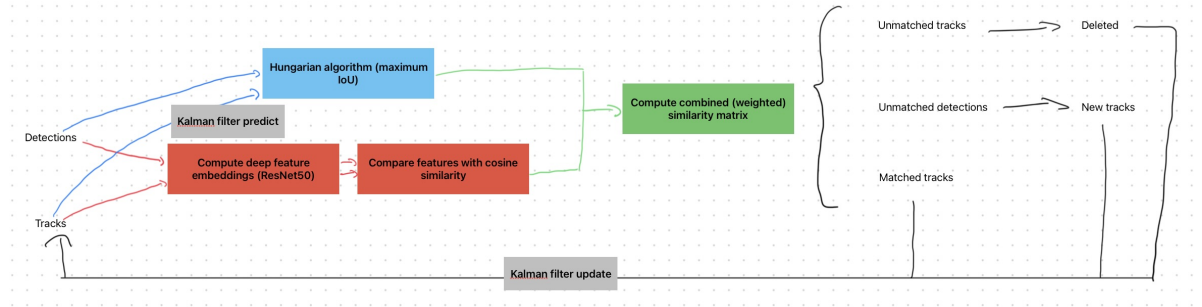 Unmatched tracks
Deleted
Hungarian algorithm (maximum
IoU)
Compute combined (weighted)
similarity matrix
Unmatched detections
New tracks
Kalman filter predict
Detections
Compute deep feature
embeddings (ResNet50)
Compare features with cosine
similarity
Matched tracks
Tracks
Kalman filter update